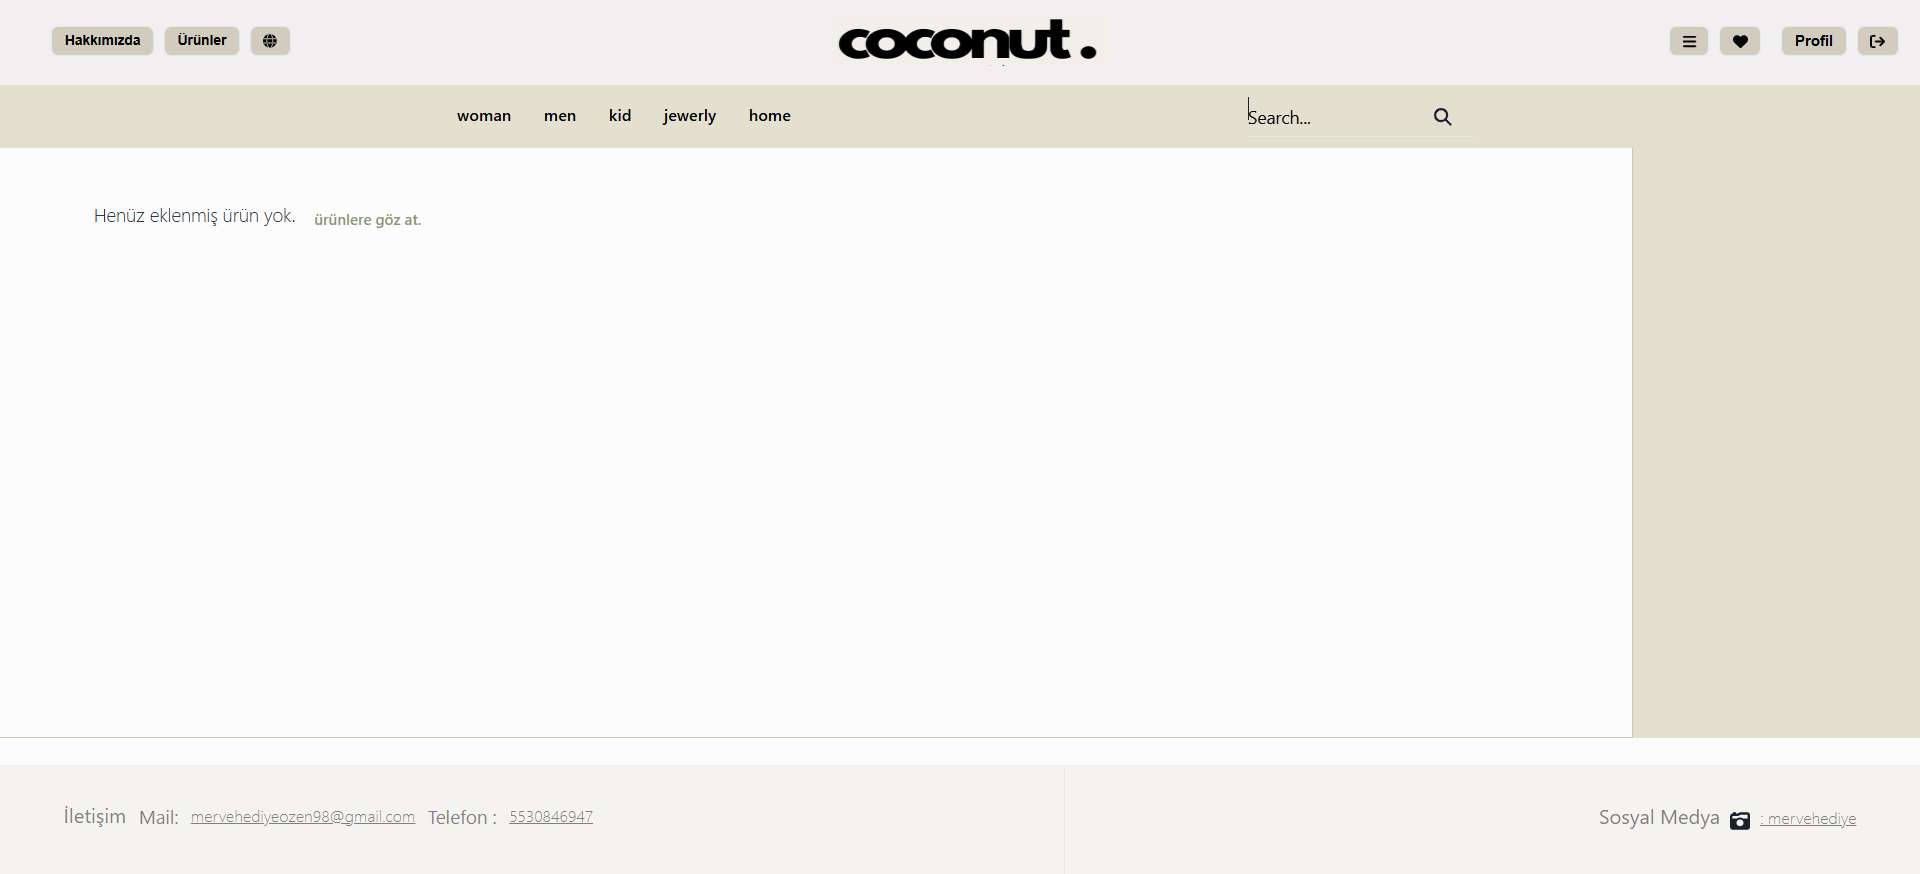 Hakkımızda Ürünler coconut. Profil
woman men kid jewerly home Search...
Henüz eklenmiş ürün yok. ürünlere göz at.
İletişim Mail: mervehediyeozen98@gmail.com Telefon : 5530846947 Sosyal Medya : mervehediye